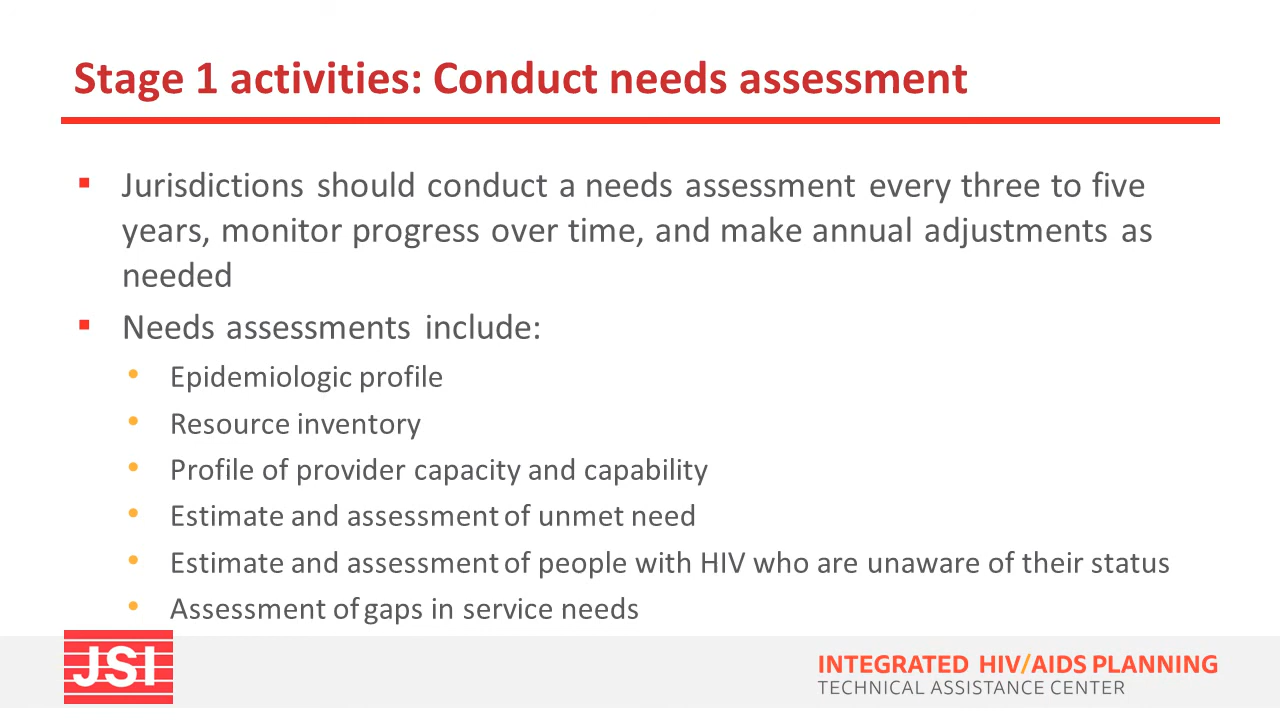 Stage 1 activities: Conduct needs assessment
Jurisdictions should conduct a needs assessment every three to five
years, monitor progress over time, and make annual adjustments as
needed
Needs assessments include:
Epidemiologic profile
Resource inventory
Profile of provider capacity and capability
Estimate and assessment of unmet need
Estimate and assessment of people with HIV who are unaware of their status
Assessment of gaps in service needs
JSI
INTEGRATED HIV/AIDS PLANNING
TECHNICAL ASSISTANCE CENTER